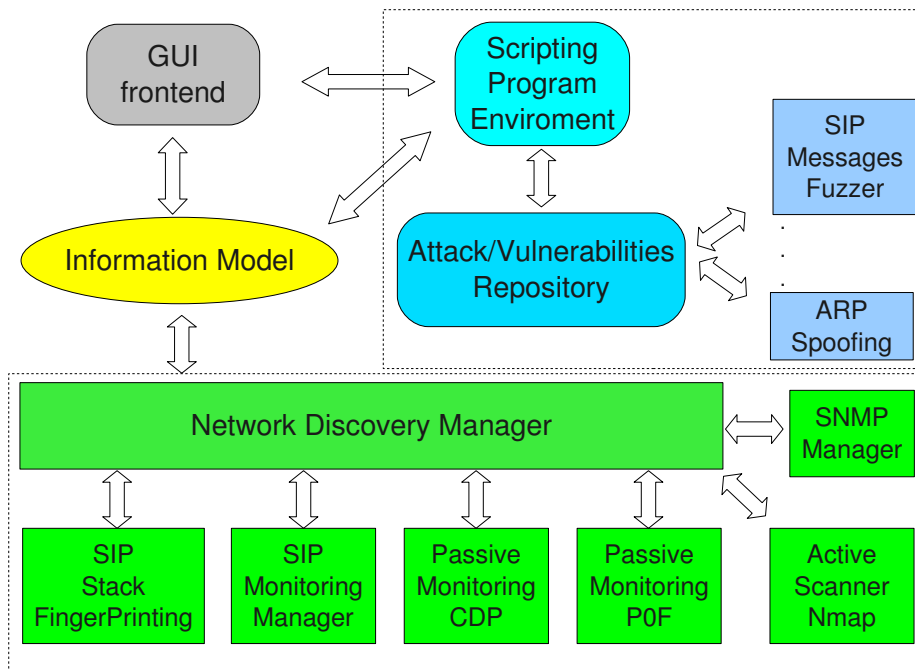 GUI
frontend
Scripting
Program
Enviroment
SIP
Messages
Fuzzer
.
.
.
Information Model
Attack/Vulnerabilities
Repository
ARP
Spoofing
Network Discovery Manager
SNMP
Manager
SIP
Stack
FingerPrinting
SIP
Monitoring
Manager
Passive
Monitoring
CDP
Passive
Monitoring
P0F
Active
Scanner
Nmap